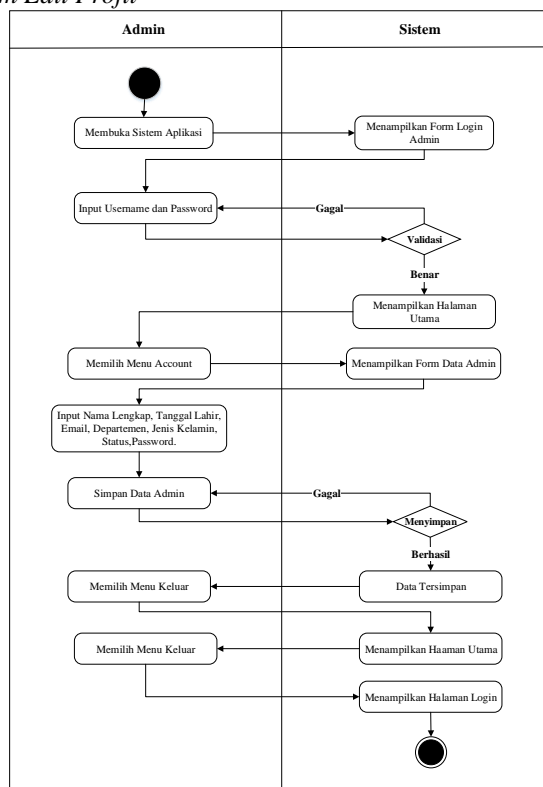 Edit Profil
Admin
Sistem
Membuka Sistem Aplikasi
Menampilkan Form Login
Admin
Input Username dan Password
Gagal
Validasi
Benar
Menampilkan Halaman
Utama
Memilih Menu Account
Menampilkan Form Data Admin
Input Nama Lengkap, Tanggal Lahir,
Email, Departemen, Jenis Kelamin,
Status,Password.
Simpan Data Admin
Gagal
Menyimpan
Berhasil
Memilih Menu Keluar
Data Tersimpan
Memilih Menu Keluar
Menampilkan Haaman Utama
Menampilkan Halaman Login